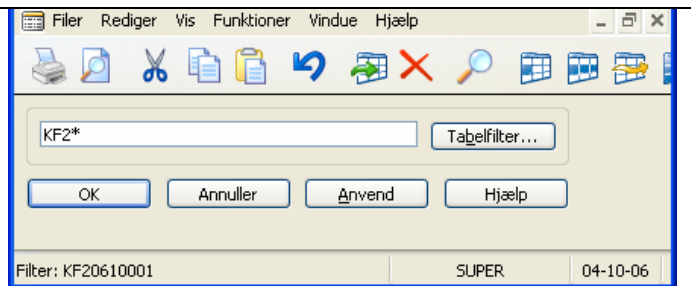 Filer Rediger Vis Funktioner Vindue Hjælp
KF2* Tabelfilter...
OK Annuller Anvend Hjælp
Filter: KF20610001 SUPER 04-10-06